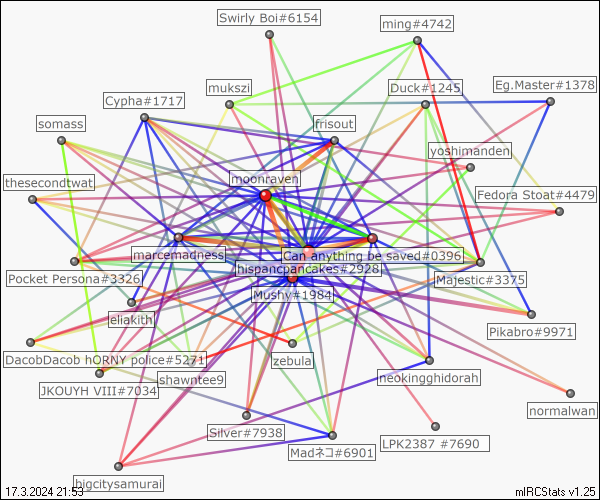 Swirly Boi#6154
ming#4742
mukszi
Duck#1245
Eg.Master#1378
Cypha#1717
somass
frisout
yoshimanden
moonraven
thesecondtwat
Fedora Stoat#4479
marcemadness
Can anything be saved#0396
hispancpancakes#2928
Pocket Persona#3326
Majestic#3375
Mushy#1984
eliakith
Pikabro#9971
DacobDacob hORNY police#5271
zebula
shawntee9
neokingghidorah
JKOUYH VIII#7034
normalwan
Silver#7938
LPK2387 #7690
Madネコ#6901
bigcitysamurai
17.3.2024 21:53
mIRCStats v1.25